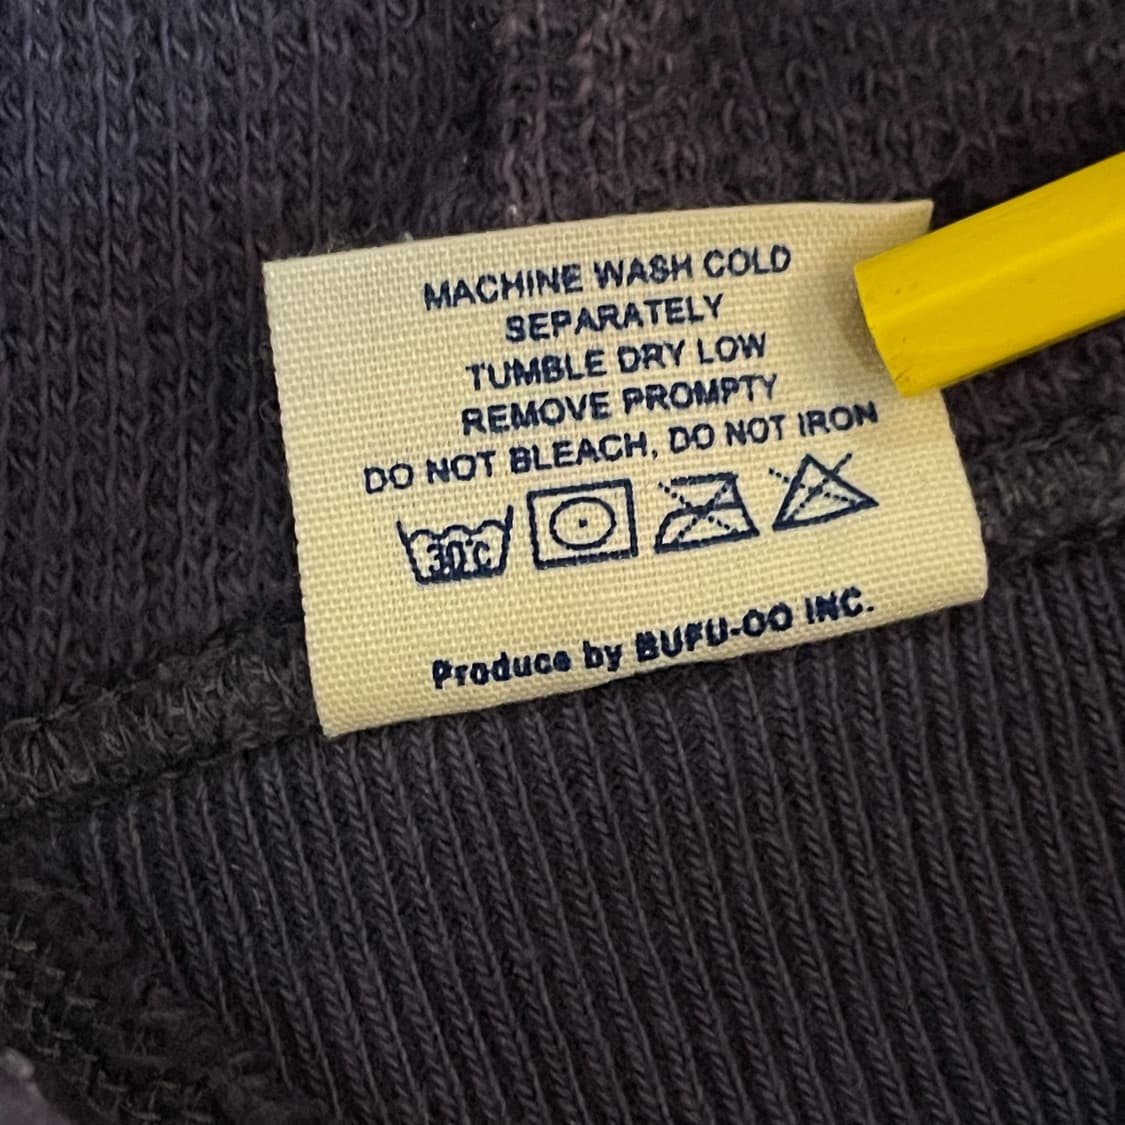 MACHINE WASH COLD
SEPARATELY
TUMBLE DRY LOW
REMOVE PROMPTY
DO NOT BLEACH, DO NOT IRON
30°C
Produce by BUFU-OO INC.